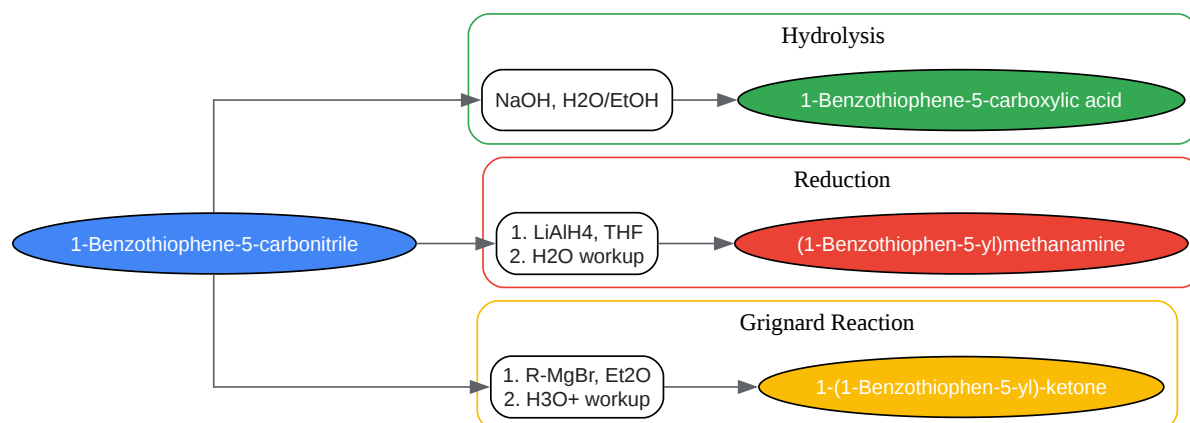 Hydrolysis
NaOH, H2O/EtOH
1-Benzothiophene-5-carboxylic acid
Reduction
1-Benzothiophene-5-carbonitrile
1. LiAlH4, THF
2. H2O workup
(1-Benzothiophen-5-yl)methanamine
Grignard Reaction
1. R-MgBr, Et2O
2. H3O+ workup
1-(1-Benzothiophen-5-yl)-ketone